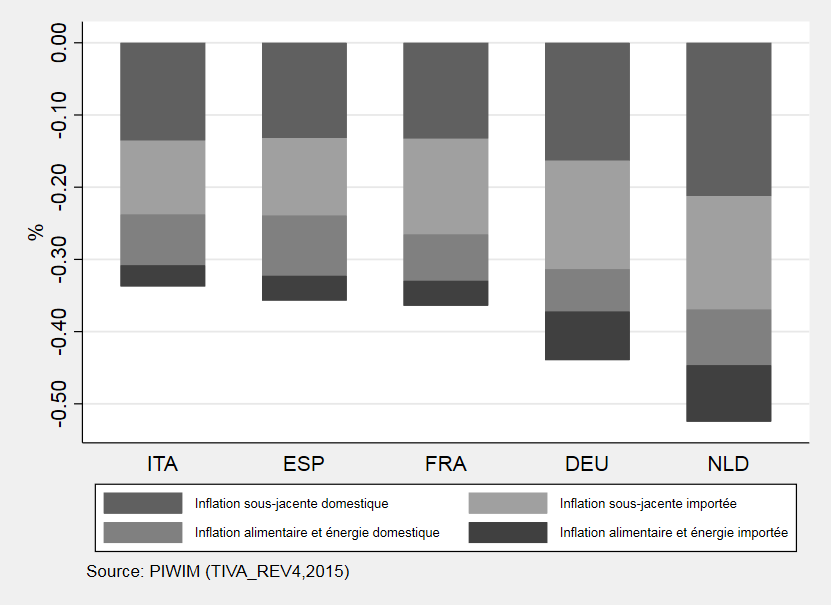 0.00
-0.10
-0.20
-0.30
-0.40
-0.50
%
ITA ESP FRA DEU NLD
Inflation sous-jacente domestique Inflation sous-jacente importée
Inflation alimentaire et énergie domestique Inflation alimentaire et énergie importée
Source: PIWIM (TIVA_REV4,2015)